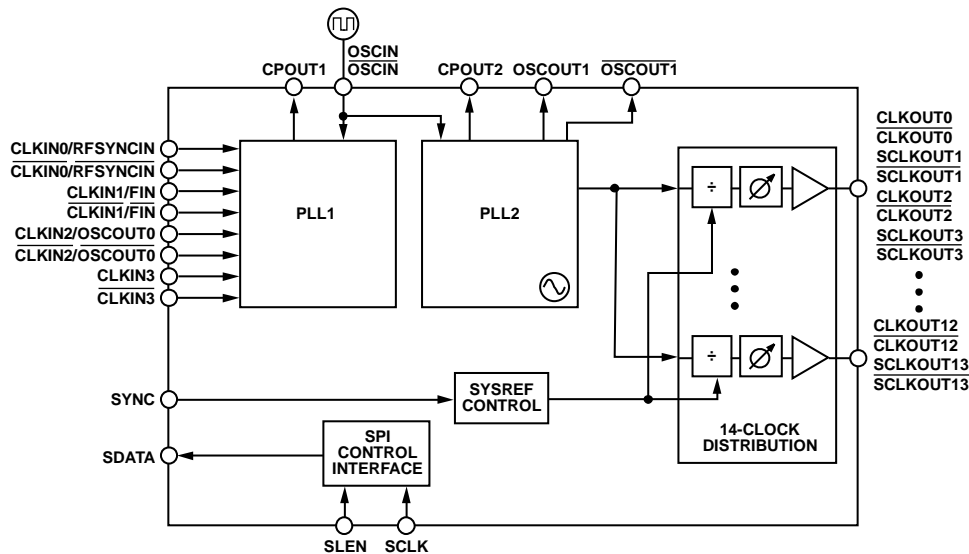 OSCIN
OSCIN
CPOUT1
CPOUT2
OSCOUT1
OSCOUT1
CLKIN0/RFSYNCIN
CLKIN0/RFSYNCIN
CLKIN1/FIN
CLKIN1/FIN
CLKIN2/OSCOUT0
CLKIN2/OSCOUT0
CLKIN3
CLKIN3
PLL1
PLL2
÷
÷
CLKOUT0
CLKOUT0
SCLKOUT1
SCLKOUT1
CLKOUT2
CLKOUT2
SCLKOUT3
SCLKOUT3
CLKOUT12
CLKOUT12
SCLKOUT13
SCLKOUT13
SYNC
SYSREF
CONTROL
14-CLOCK
DISTRIBUTION
SDATA
SPI
CONTROL
INTERFACE
SLEN
SCLK